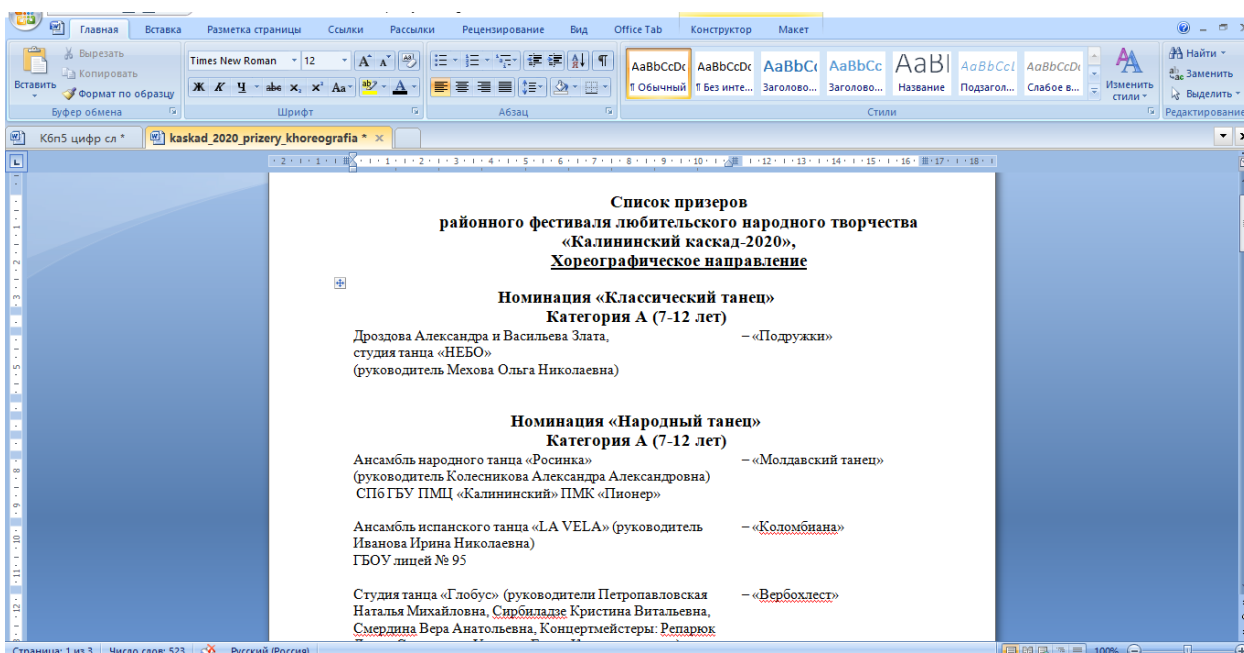 Главная Вставка Разметка страницы Ссылки Рассылки Рецензирование Вид Office Tab Конструктор Макет
Вставить
Вырезать
Копировать
Формат по образцу
Буфер обмена
Times New Roman 12
Ж К Ч abc x₂ x² Aa
Шрифт
Абзац
АаBbCcDc АаBbCcDc АаBbCc АаBbCc АаBl АаBbCcL АаBbCcDc
¶ Обычный ¶ Без инте... Заголово... Заголово... Название Подзагол... Слабое в...
Изменить стили
Стили
Найти
Заменить
Выделить
Редактирование
К6п5 цифр сл * kaskad_2020_prizery_khoreografia *
Список призеров
районного фестиваля любительского народного творчества
«Калининский каскад-2020»,
Хореографическое направление
Номинация «Классический танец»
Категория А (7-12 лет)
Дроздова Александра и Васильева Злата, – «Подружки»
студия танца «НЕБО»
(руководитель Мехова Ольга Николаевна)
Номинация «Народный танец»
Категория А (7-12 лет)
Ансамбль народного танца «Росинка» – «Молдавский танец»
(руководитель Колесникова Александра Александровна)
СПб ГБУ ПМЦ «Калининский» ПМК «Пионер»
Ансамбль испанского танца «LA VELA» (руководитель – «Коломбиана»
Иванова Ирина Николаевна)
ГБОУ лицей № 95
Студия танца «Глобус» (руководители Петропавловская – «Вербохлест»
Наталья Михайловна, Сирбиладзе Кристина Витальевна,
Смердина Вера Анатольевна, Концертмейстеры: Репарюк
Страница: 1 из 3 Число слов: 523 Русский (Россия) 100%